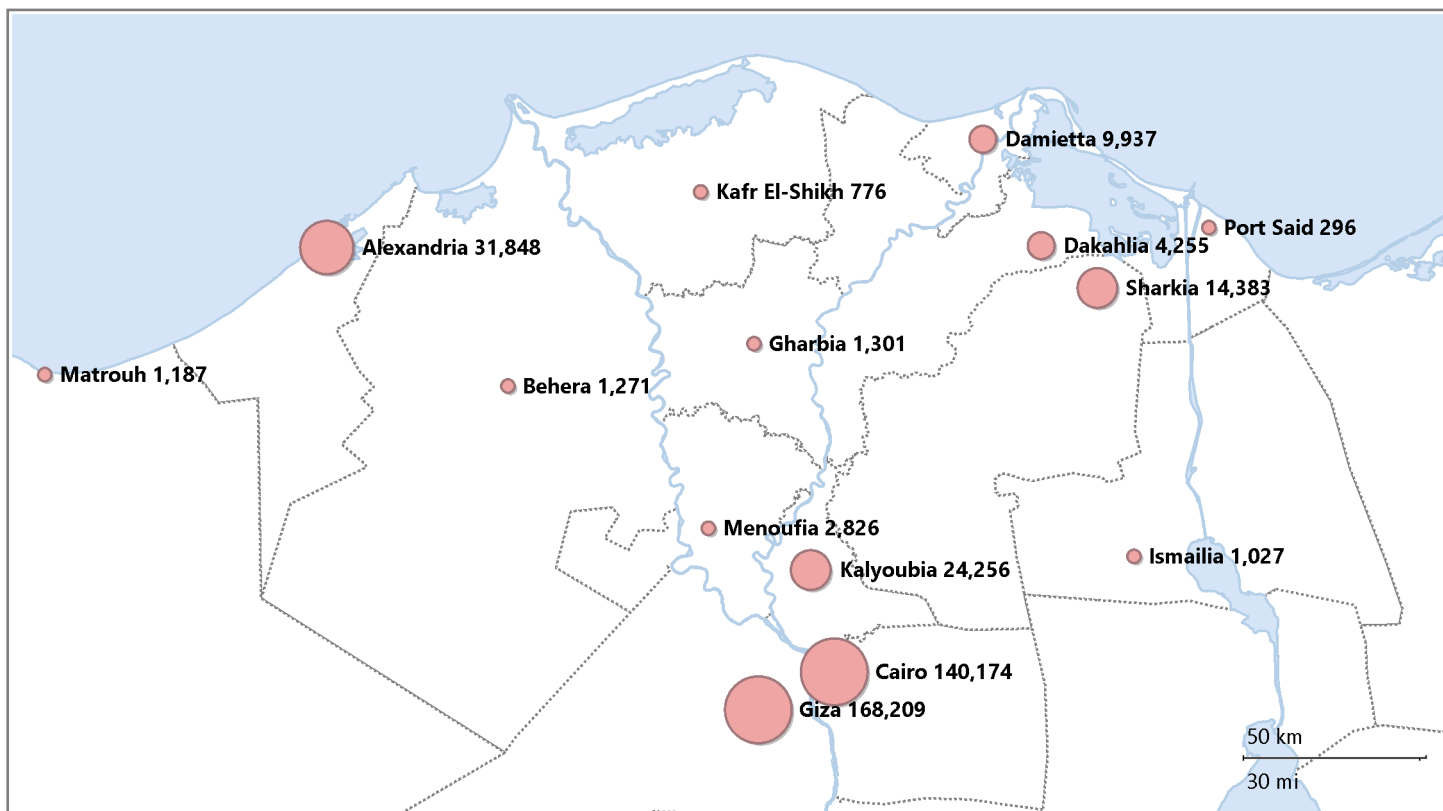 Damietta 9,937
Kafr El-Shikh 776
Port Said 296
Alexandria 31,848
Dakahlia 4,255
Sharkia 14,383
Gharbia 1,301
Matrouh 1,187
Behera 1,271
Menoufia 2,826
Ismailia 1,027
Kalyoubia 24,256
Cairo 140,174
Giza 168,209
50 km
30 mi